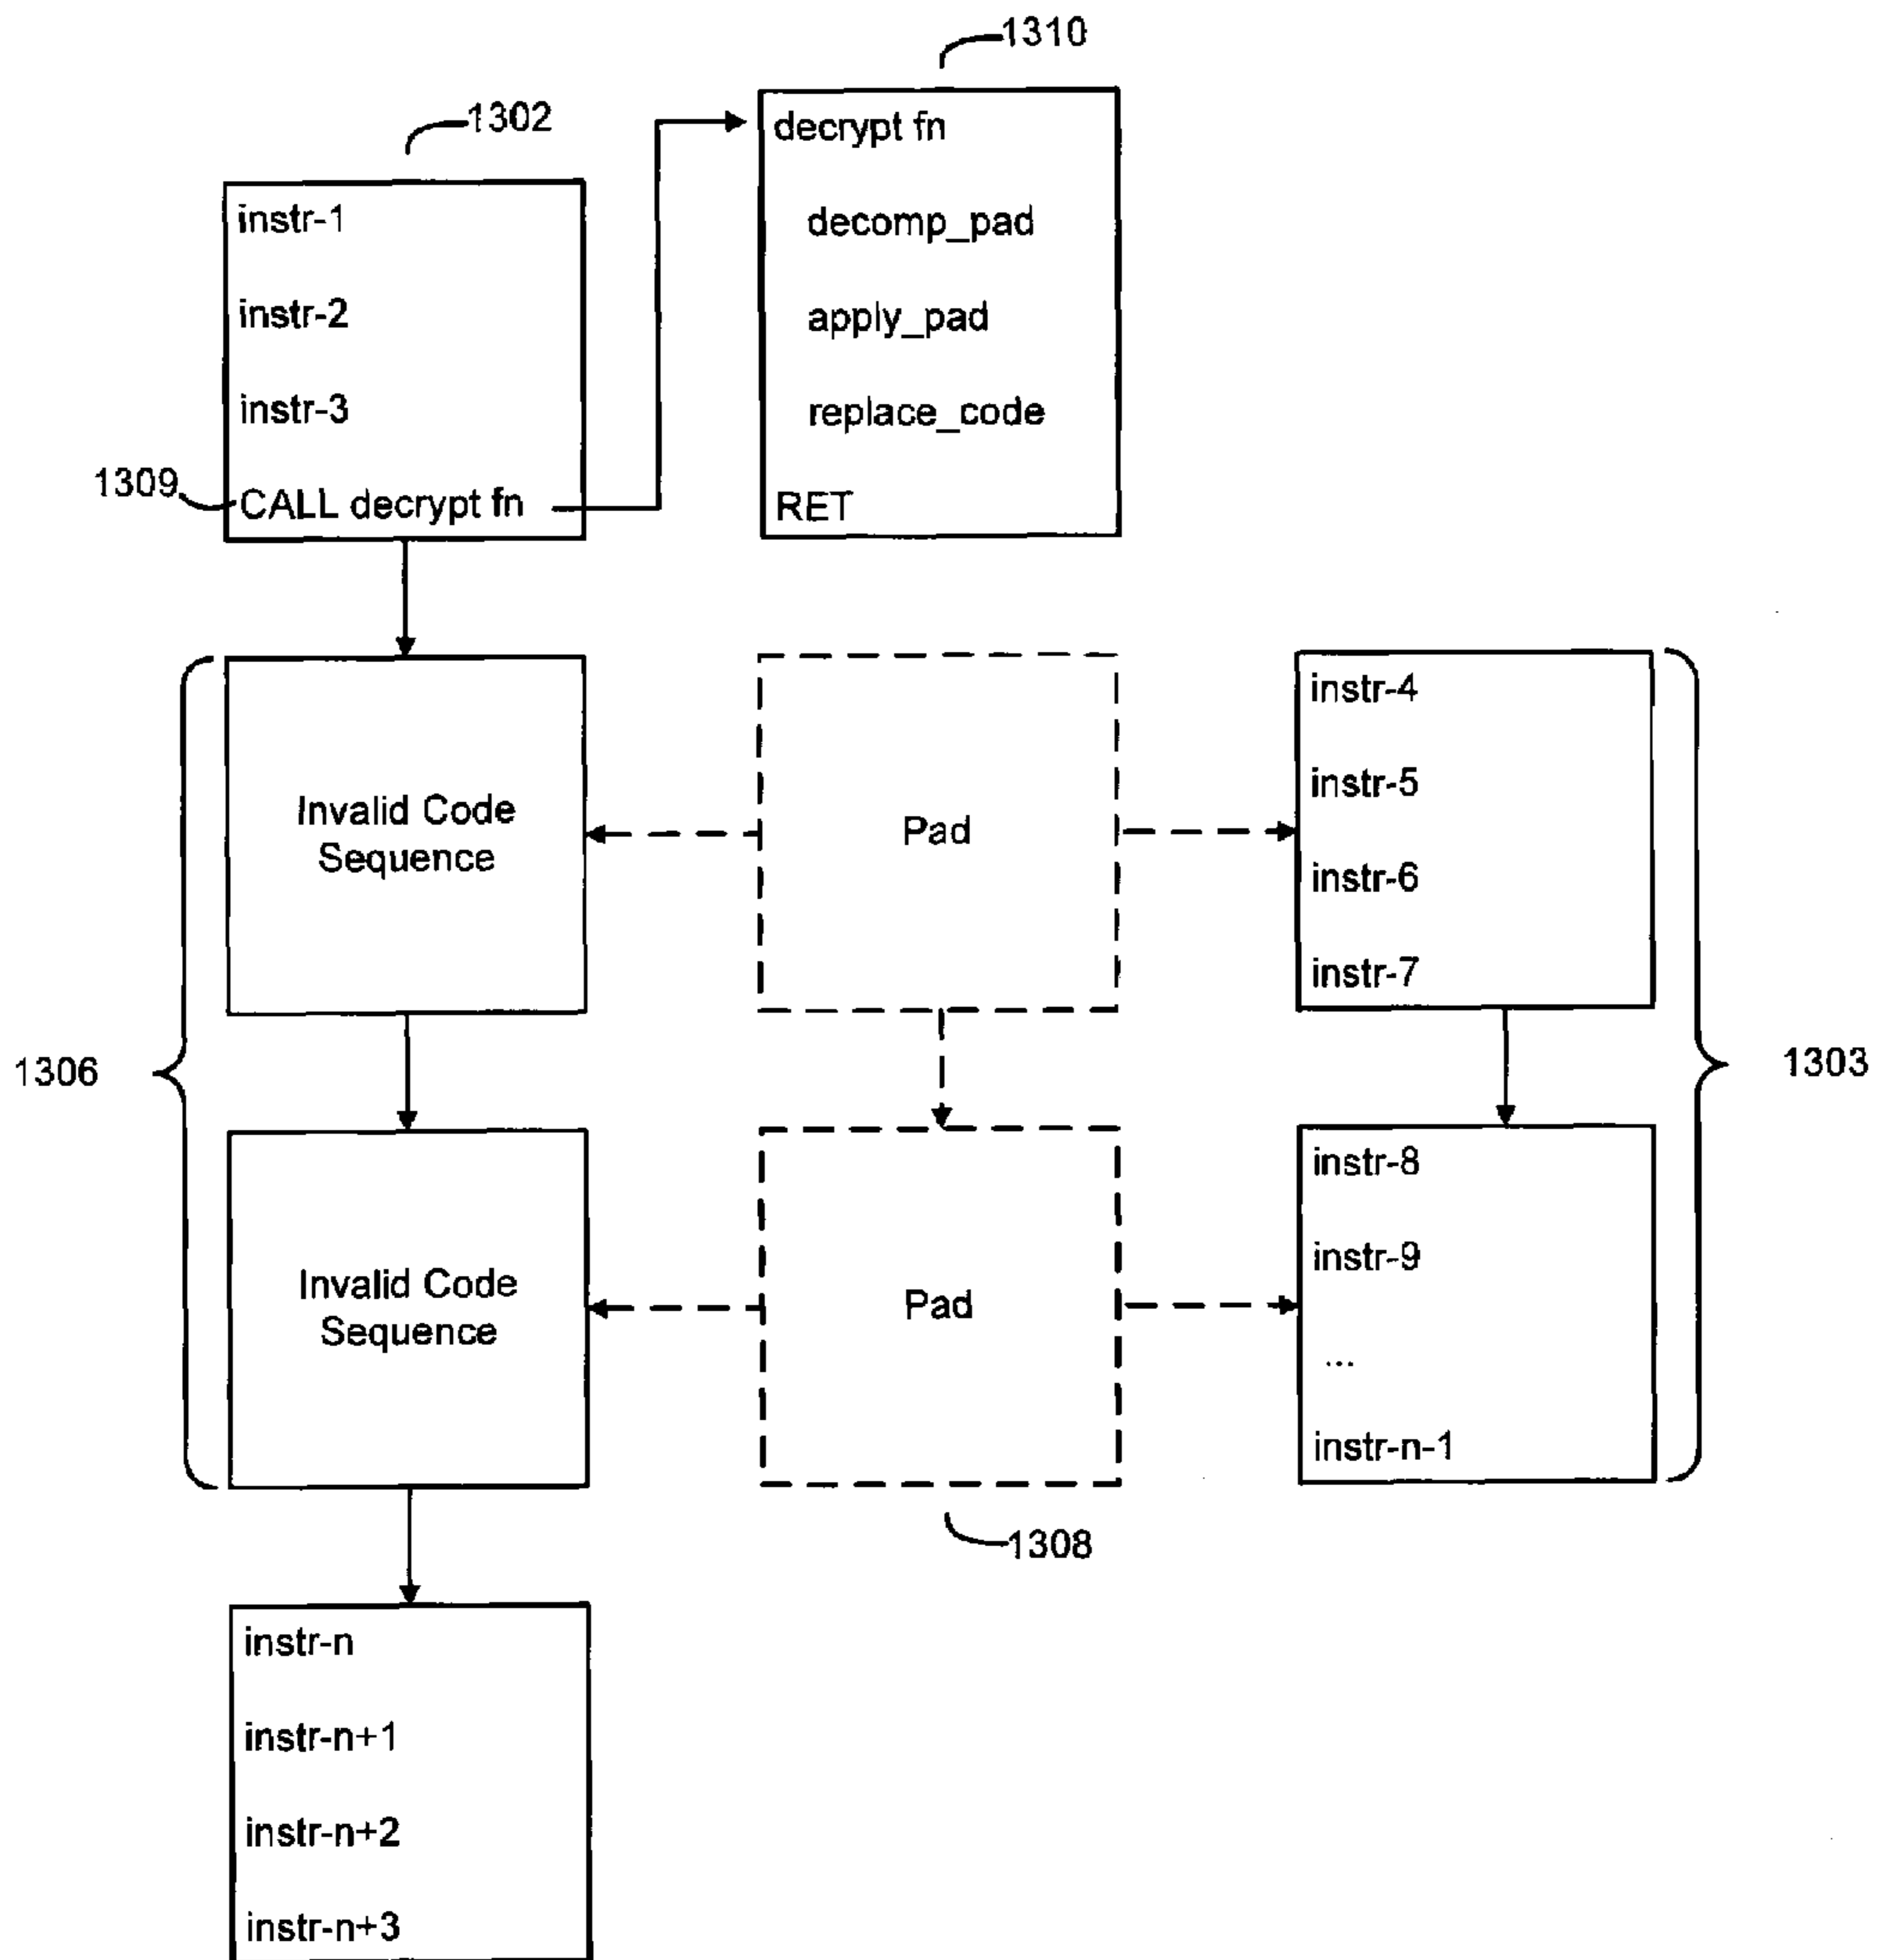 1310
1302
decrypt fn
decomp_pad
apply_pad
replace_code
RET
instr-1
instr-2
instr-3
1309
CALL decrypt fn
1306
Invalid Code
Sequence
Pad
instr-4
instr-5
instr-6
instr-7
1303
Invalid Code
Sequence
Pad
instr-8
instr-9
...
instr-n-1
1308
instr-n
instr-n+1
instr-n+2
instr-n+3